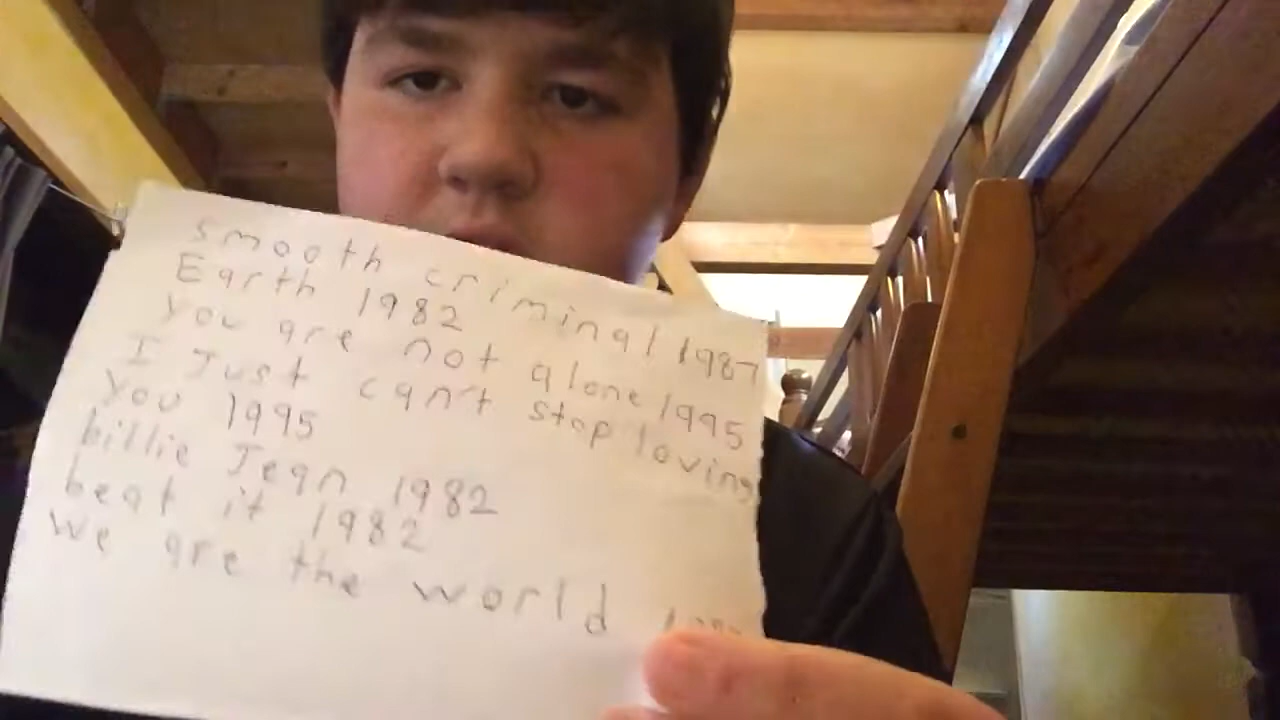 smooth criminal 1987
Earth 1982
you are not alone 1995
I Just can't stop loving
you 1995
billie Jean 1982
beat it 1982
we are the world